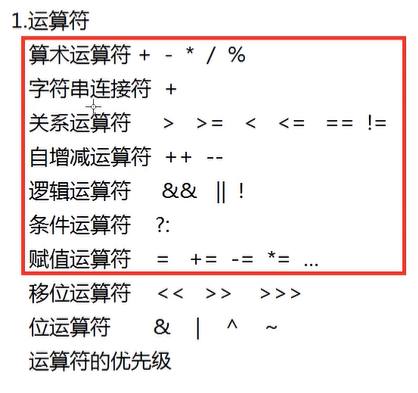 1.运算符
算术运算符 + - * / %
字符串连接符 +
关系运算符 > >= < <= == !=
自增减运算符 ++ --
逻辑运算符 && || !
条件运算符 ?:
赋值运算符 = += -= *= ...
移位运算符 << >> >>>
位运算符 & | ^ ~
运算符的优先级